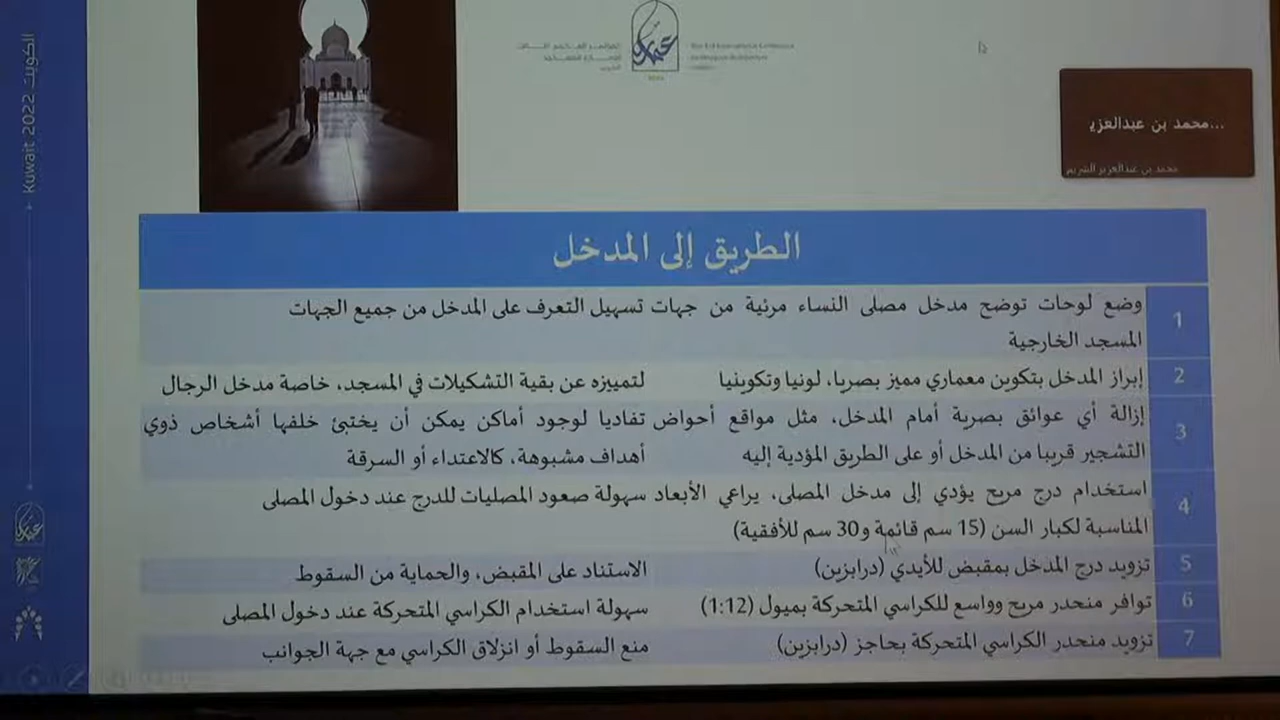 الكويت Kuwait 2022
محمد بن عبدالعزي...
محمد بن عبدالعزيز الشريم
الطريق إلى المدخل
1
وضع لوحات توضح مدخل مصلى النساء مرئية من جهات
المسجد الخارجية
تسهيل التعرف على المدخل من جميع الجهات
2
إبراز المدخل بتكوين معماري مميز بصريا، لونيا وتكوينيا
لتمييزه عن بقية التشكيلات في المسجد، خاصة مدخل الرجال
3
إزالة أي عوائق بصرية أمام المدخل، مثل مواقع أحواض
التشجير قريبا من المدخل أو على الطريق المؤدية إليه
تفاديا لوجود أماكن يمكن أن يختبئ خلفها أشخاص ذوي
أهداف مشبوهة، كالاعتداء أو السرقة
4
استخدام درج مريح يؤدي إلى مدخل المصلى، يراعي الأبعاد
المناسبة لكبار السن (15 سم قائمة و30 سم للأفقية)
سهولة صعود المصليات للدرج عند دخول المصلى
5
تزويد درج المدخل بمقبض للأيدي (درابزين)
الاستناد على المقبض، والحماية من السقوط
6
توافر منحدر مريح وواسع للكراسي المتحركة بميول (1:12)
سهولة استخدام الكراسي المتحركة عند دخول المصلى
7
تزويد منحدر الكراسي المتحركة بحاجز (درابزين)
منع السقوط أو انزلاق الكراسي مع جهة الجوانب